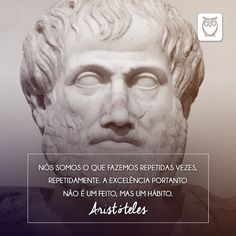 NÓS SOMOS O QUE FAZEMOS REPETIDAS VEZES,
REPETIDAMENTE. A EXCELÊNCIA PORTANTO
NÃO É UM FEITO, MAS UM HÁBITO.
Aristóteles